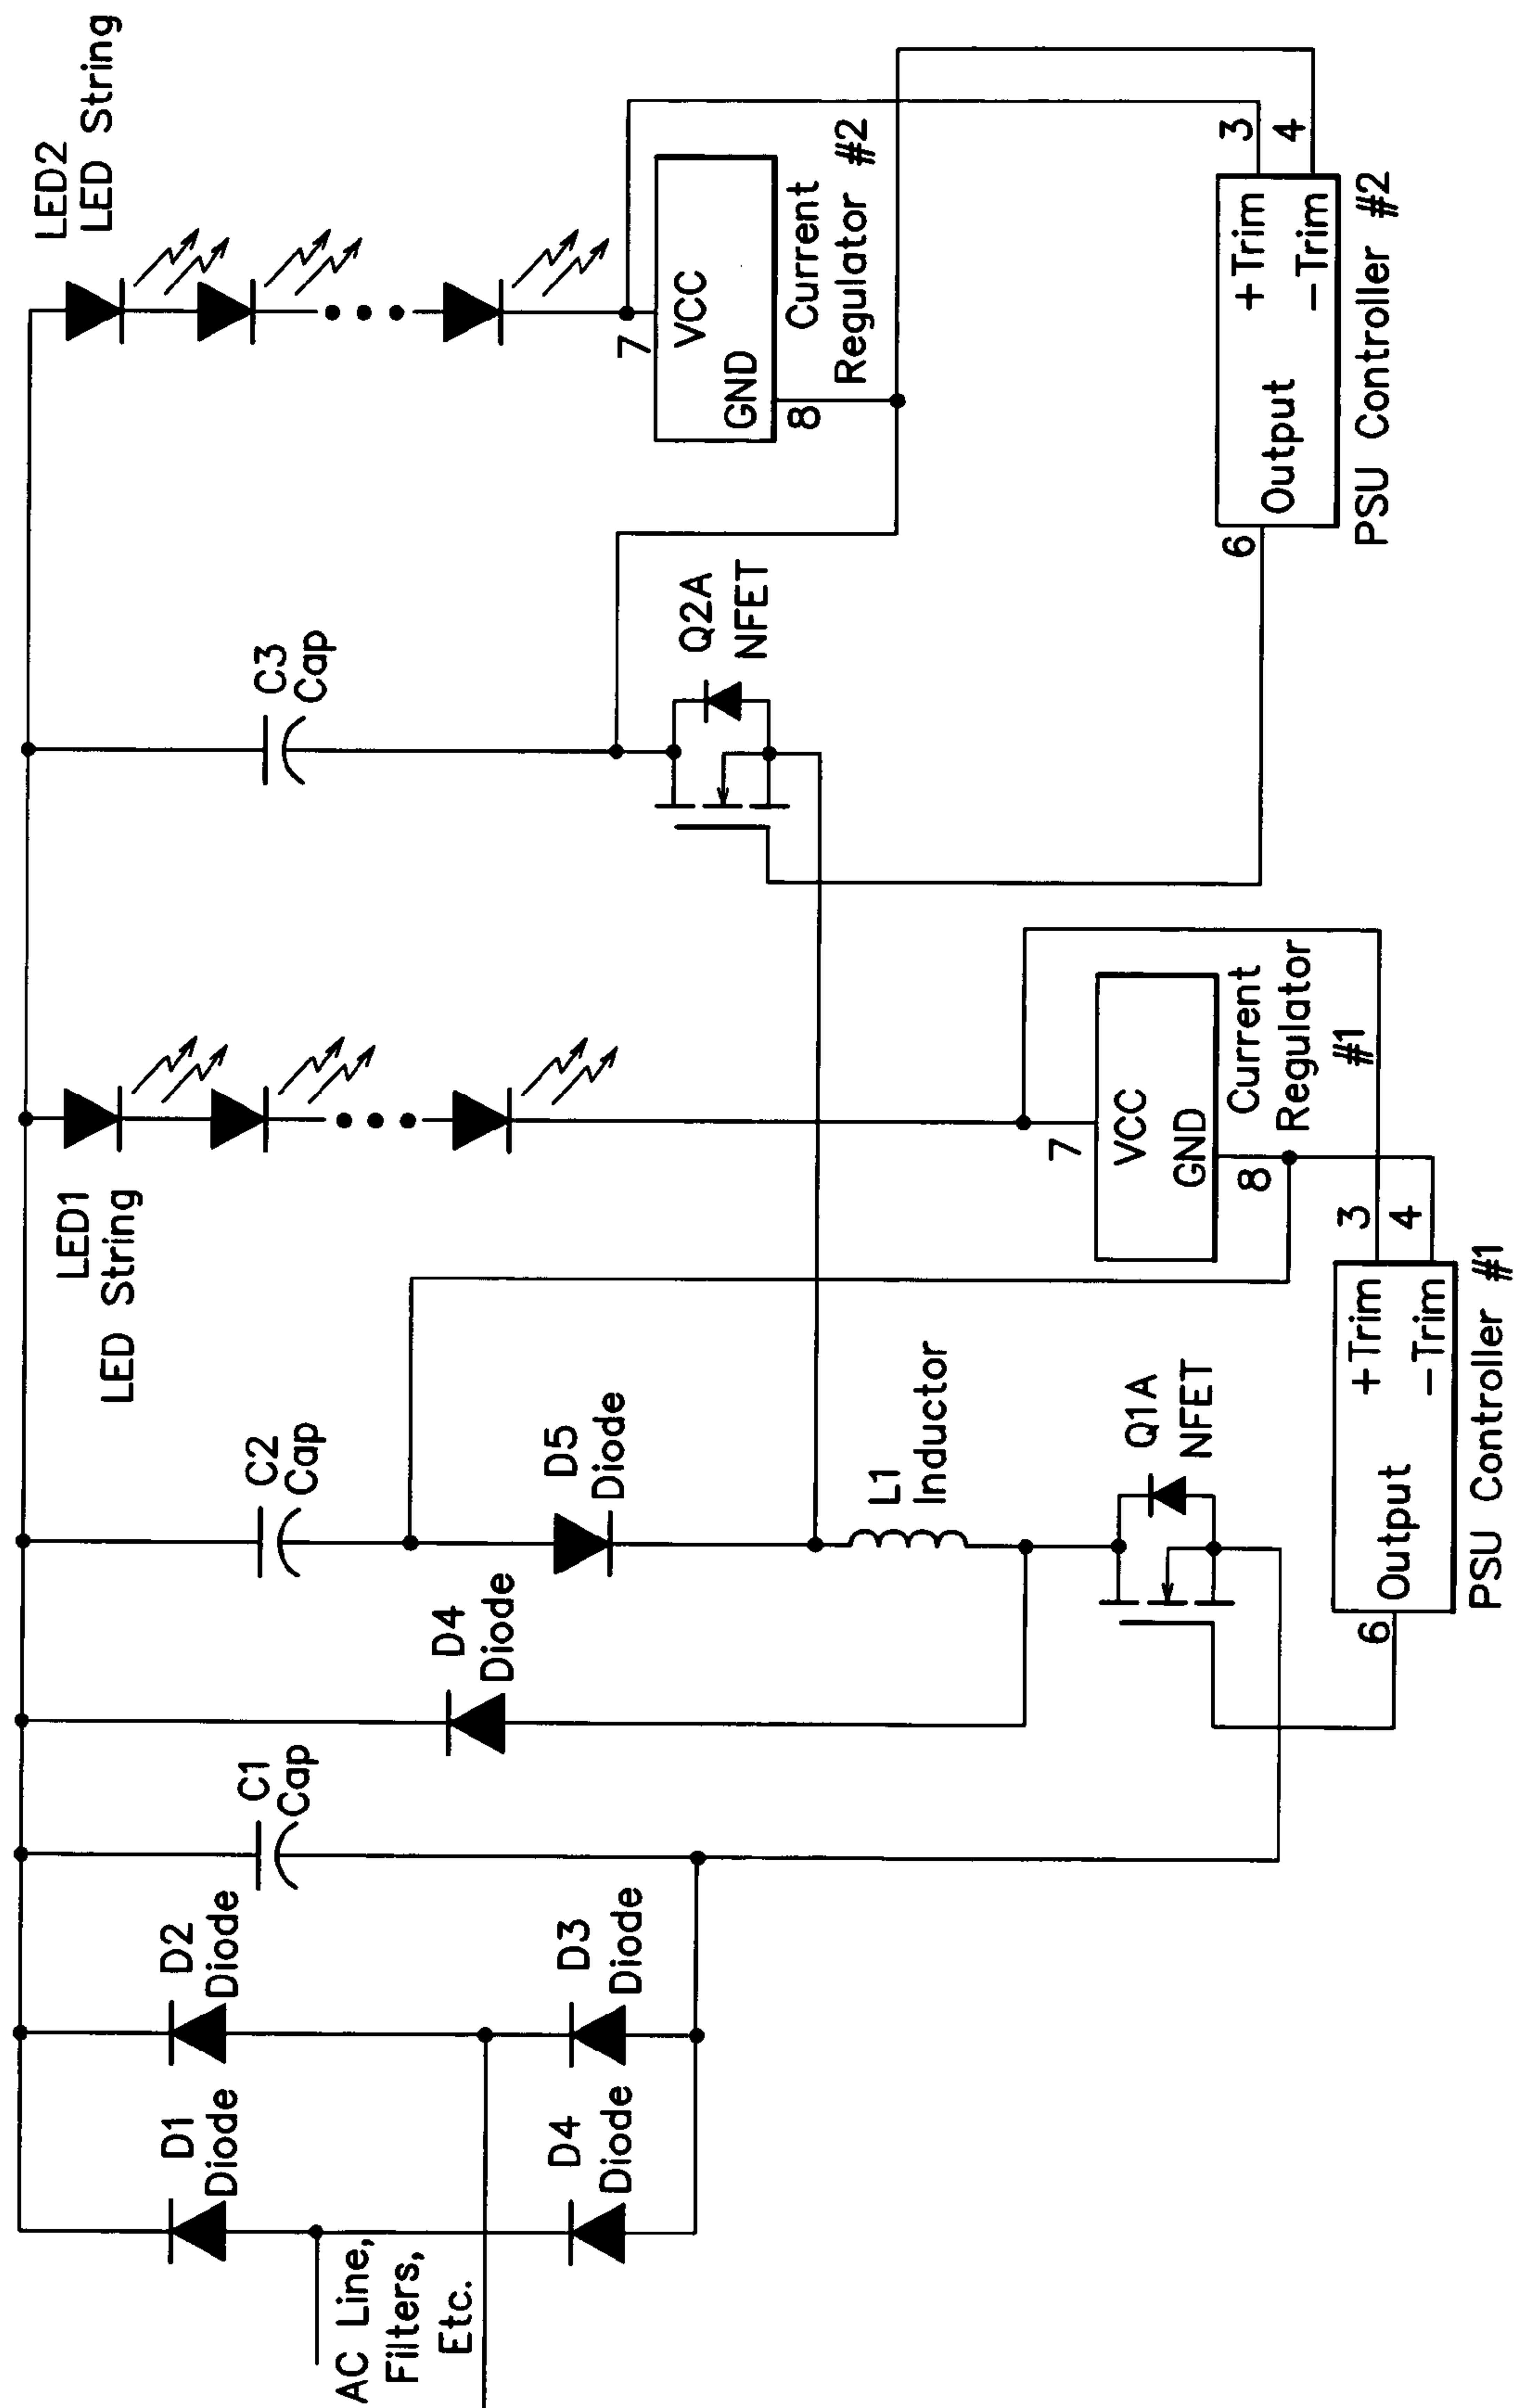 AC Line,
Filters,
Etc.
D1
Diode
D4
Diode
D2
Diode
D3
Diode
C1
Cap
D4
Diode
C2
Cap
D5
Diode
L1
Inductor
Q1A
NFET
6
Output
+Trim
-Trim
3
4
PSU Controller #1
LED1
LED String
7
VCC
GND
8
Current
Regulator
#1
C3
Cap
Q2A
NFET
LED2
LED String
7
VCC
GND
8
Current
Regulator #2
6
Output
+Trim
-Trim
3
4
PSU Controller #2